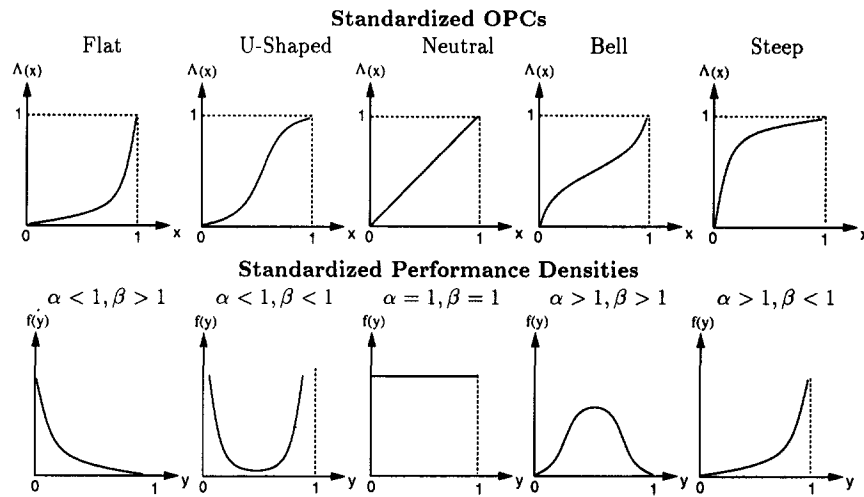 Standardized OPCs
Flat U-Shaped Neutral Bell Steep
Λ(x) Λ(x) Λ(x) Λ(x) Λ(x)
1 1 1 1 1
0 1 x 0 1 x 0 1 x 0 1 x 0 1 x
Standardized Performance Densities
α < 1, β > 1 α < 1, β < 1 α = 1, β = 1 α > 1, β > 1 α > 1, β < 1
f(y) f(y) f(y) f(y) f(y)
0 1 y 0 1 y 0 1 y 0 1 y 0 1 y